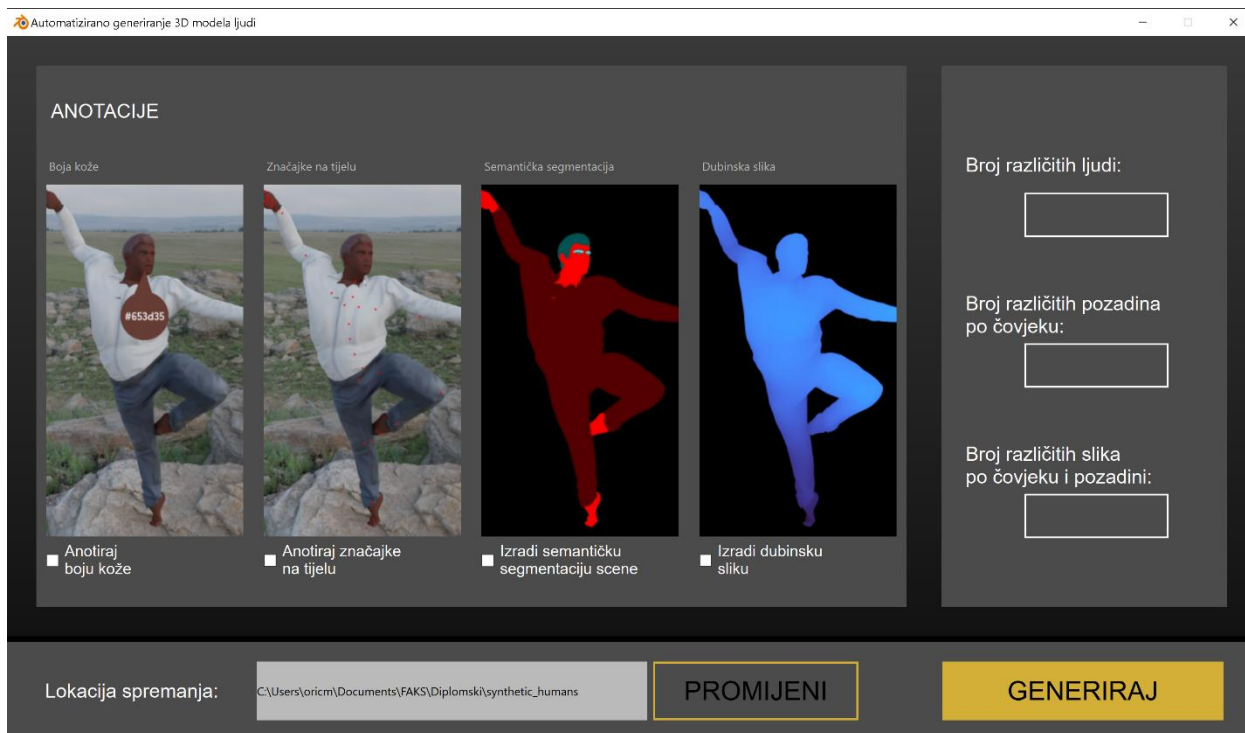 Automatizirano generiranje 3D modela ljudi
ANOTACIJE
Boja kože
Značajke na tijelu
Semantička segmentacija
Dubinska slika
#653d35
Anotiraj
boju kože
Anotiraj značajke
na tijelu
Izradi semantičku
segmentaciju scene
Izradi dubinsku
sliku
Broj različitih ljudi:
Broj različitih pozadina
po čovjeku:
Broj različitih slika
po čovjeku i pozadini:
Lokacija spremanja:
C:\Users\oricm\Documents\FAKS\Diplomski\synthetic_humans
PROMIJENI
GENERIRAJ